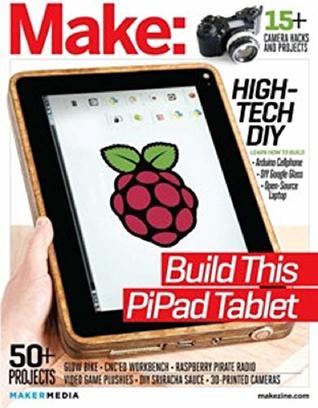 Make:
15+
CAMERA HACKS
AND PROJECTS
HIGH-
TECH
DIY
LEARN HOW TO BUILD:
• Arduino Cellphone
• DIY Google Glass
• Open-Source
Laptop
Build This
PiPad Tablet
50+
PROJECTS
GLOW BIKE • CNC'ED WORKBENCH • RASPBERRY PIRATE RADIO
VIDEO GAME PLUSHIES • DIY SRIRACHA SAUCE • 3D-PRINTED CAMERAS
MAKERMEDIA
makezine.com